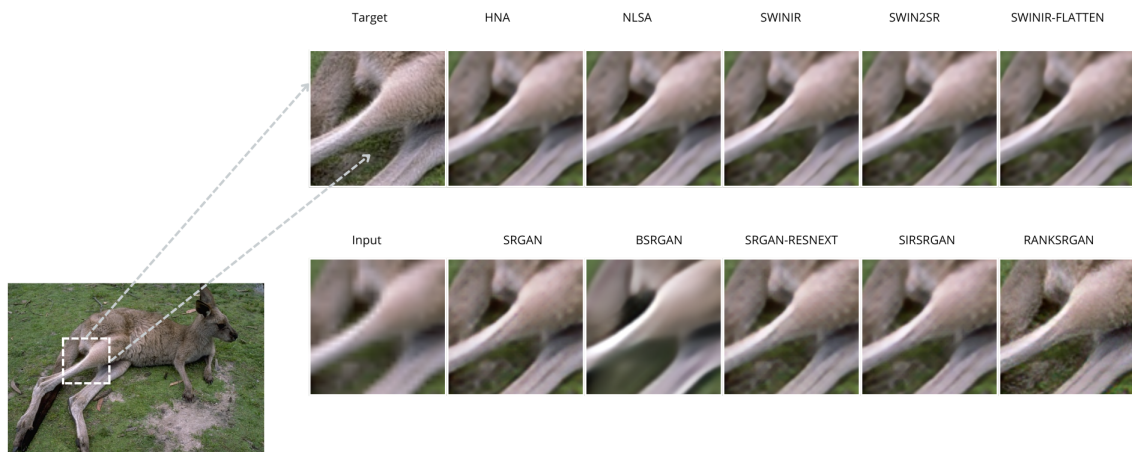 Target HNA NLSA SWINIR SWIN2SR SWINIR-FLATTEN
Input SRGAN BSRGAN SRGAN-RESNEXT SIRSRGAN RANKSRGAN